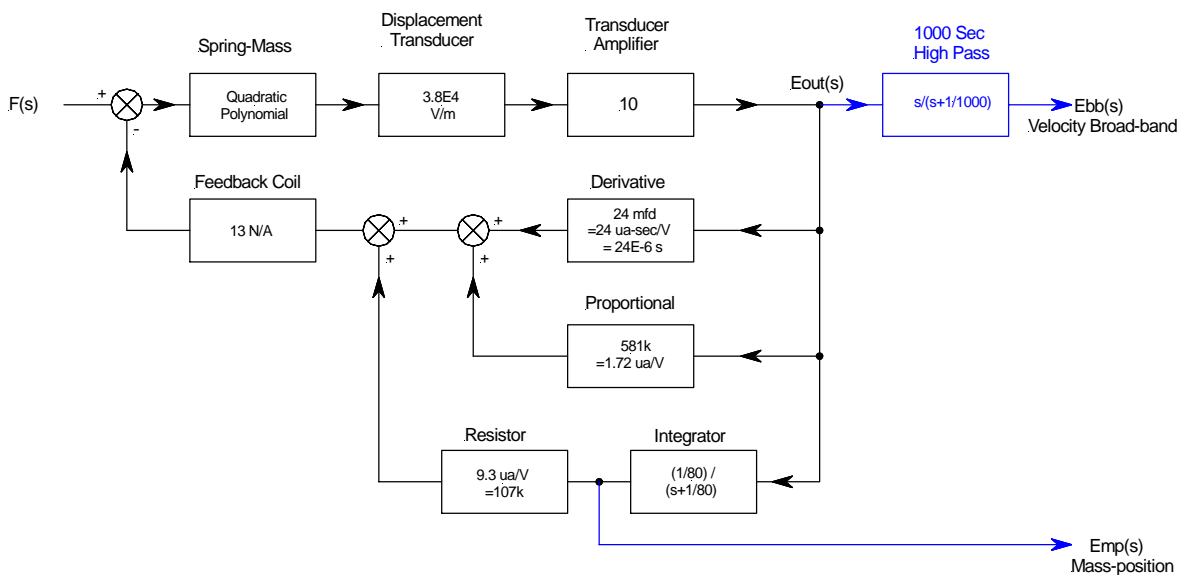 Displacement
Transducer
Transducer
Amplifier
1000 Sec
High Pass
Spring-Mass
F(s)
+
-
Quadratic
Polynomial
3.8E4
V/m
10
Eout(s)
s/(s+1/1000)
Ebb(s)
Velocity Broad-band
Feedback Coil
13 N/A
+
+
+
+
Derivative
24 mfd
=24 ua-sec/V
= 24E-6 s
Proportional
581k
=1.72 ua/V
Resistor
9.3 ua/V
=107k
Integrator
(1/80) /
(s+1/80)
Emp(s)
Mass-position